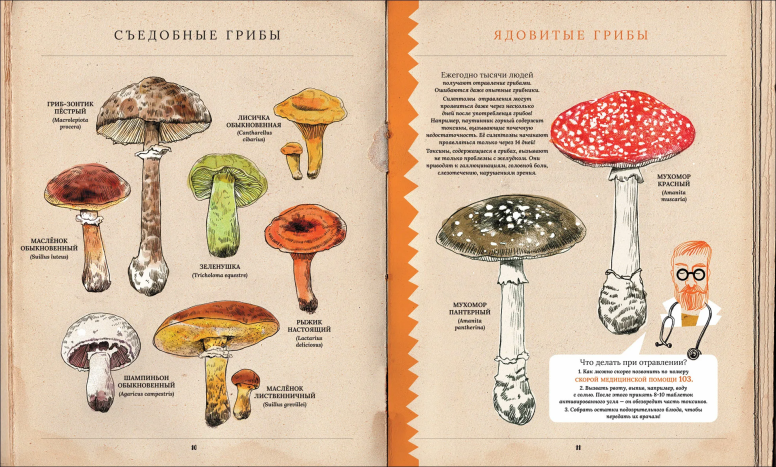 СЪЕДОБНЫЕ ГРИБЫ
ГРИБ-ЗОНТИК
ПЁСТРЫЙ
(Macrolepiota
procera)
ЛИСИЧКА
ОБЫКНОВЕННАЯ
(Cantharellus
cibarius)
МАСЛЁНОК
ОБЫКНОВЕННЫЙ
(Suillus luteus)
ЗЕЛЕНУШКА
(Tricholoma equestre)
РЫЖИК
НАСТОЯЩИЙ
(Lactarius
deliciosus)
ШАМПИНЬОН
ОБЫКНОВЕННЫЙ
(Agaricus campestris)
МАСЛЁНОК
ЛИСТВЕННИЧНЫЙ
(Suillus grevillei)
10
ЯДОВИТЫЕ ГРИБЫ
Ежегодно тысячи людей
получают отравление грибами.
Ошибаются даже опытные грибники.
Симптомы отравления могут
проявиться даже через несколько
дней после употребления грибов!
Например, паутинник горный содержит
токсины, вызывающие почечную
недостаточность. Её симптомы начинают
проявляться только через 14 дней!
Токсины, содержащиеся в грибах, вызывают
не только проблемы с желудком. Они
приводят к галлюцинациям, головной боли,
слезотечению, нарушениям зрения.
МУХОМОР
КРАСНЫЙ
(Amanita
muscaria)
МУХОМОР
ПАНТЕРНЫЙ
(Amanita
pantherina)
Что делать при отравлении?
1. Как можно скорее позвонить по номеру
СКОРОЙ МЕДИЦИНСКОЙ ПОМОЩИ 103.
2. Вызвать рвоту, выпив, например, воду
с солью. После этого принять 8-10 таблеток
активированного угля — он обезвредит часть токсинов.
3. Собрать остатки подозрительного блюда, чтобы
передать их врачам!
11